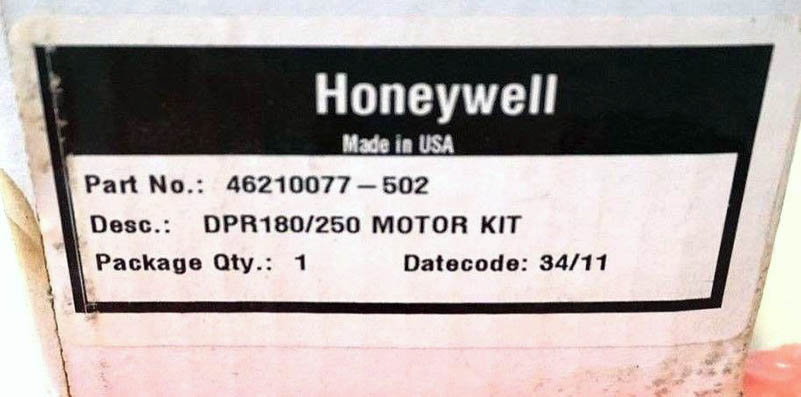 Honeywell
Made in USA
Part No.: 46210077-502
Desc.: DPR180/250 MOTOR KIT
Package Qty.: 1 Datecode: 34/11